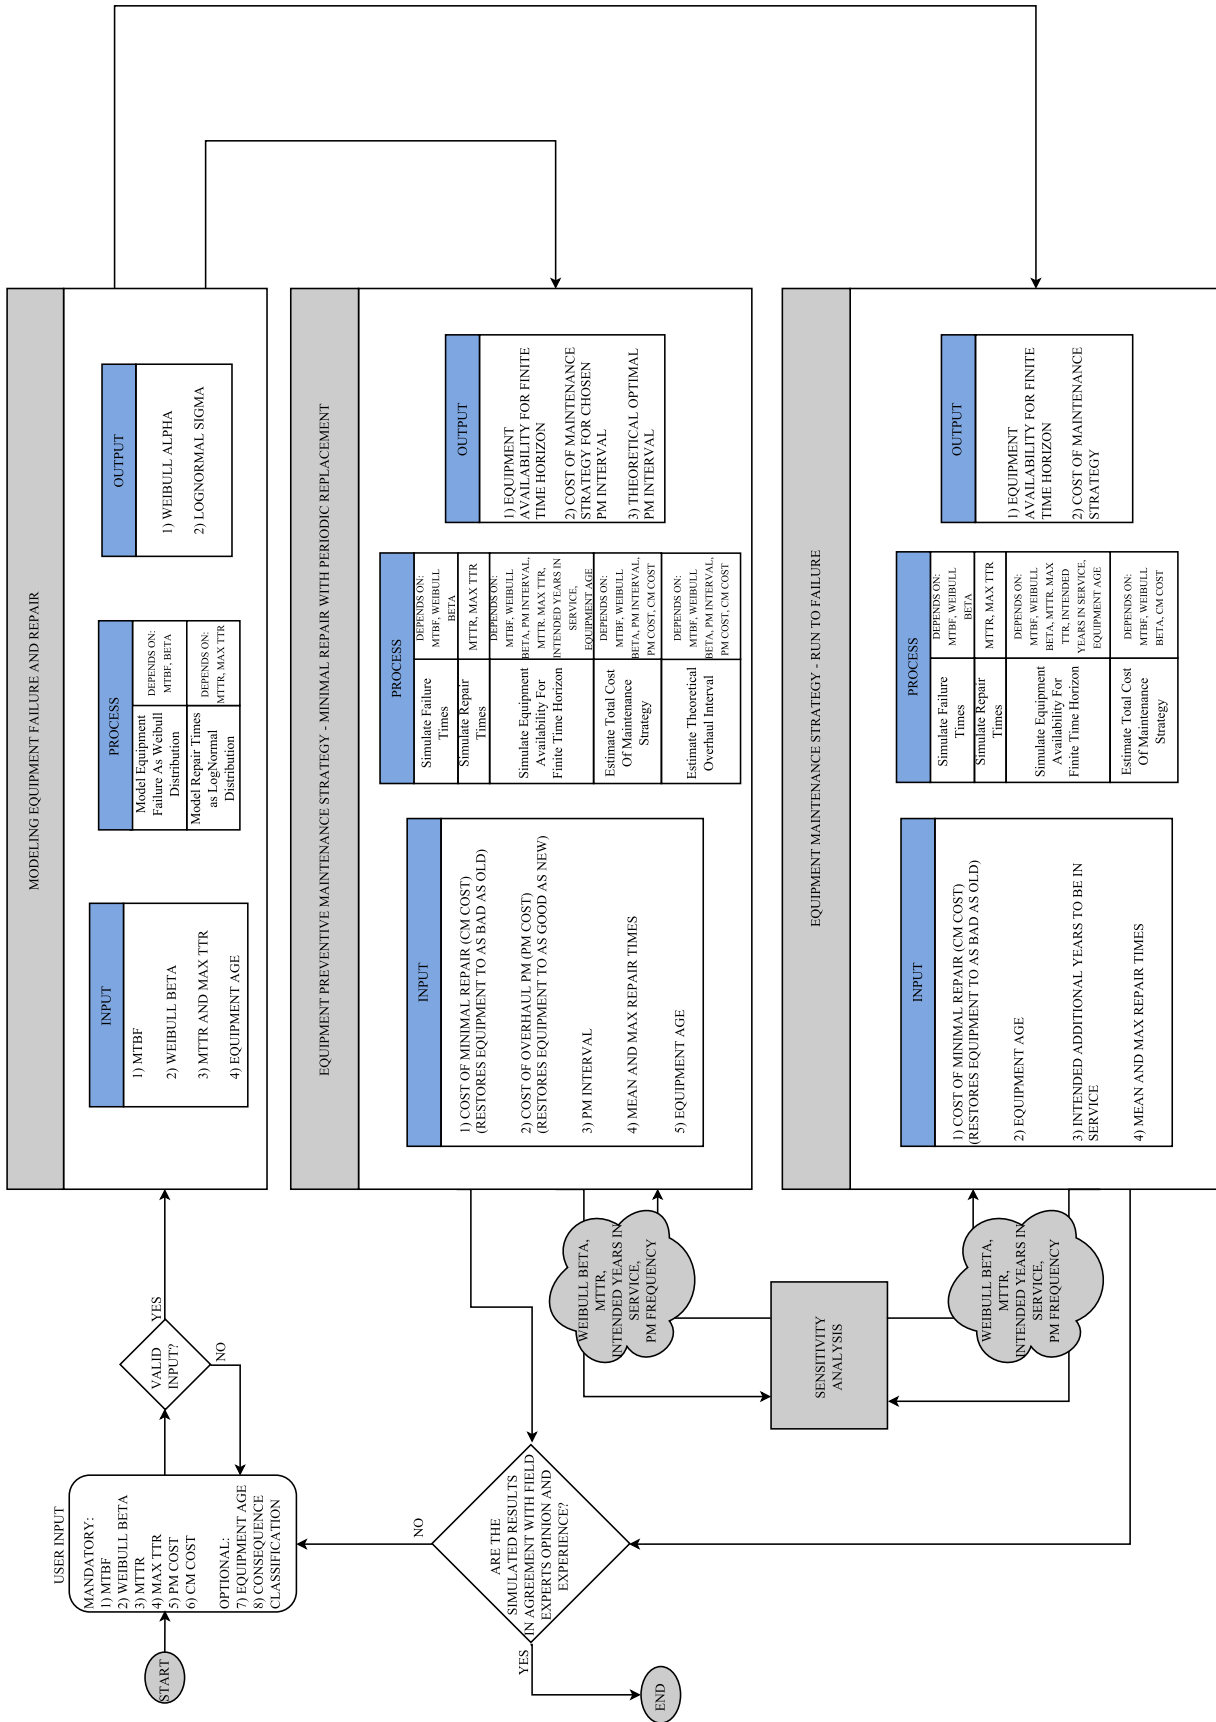 START
USER INPUT
MANDATORY:
1) MTBF
2) WEIBULL BETA
3) MTTR
4) MAX TTR
5) PM COST
6) CM COST
OPTIONAL:
7) EQUIPMENT AGE
8) CONSEQUENCE
CLASSIFICATION
VALID
INPUT?
YES
NO
MODELING EQUIPMENT FAILURE AND REPAIR
INPUT
1) MTBF
2) WEIBULL BETA
3) MTTR AND MAX TTR
4) EQUIPMENT AGE
PROCESS
Model Equipment
Failure As Weibull
Distribution
DEPENDS ON:
MTBF, BETA
Model Repair Times
as LogNormal
Distribution
DEPENDS ON:
MTTR, MAX TTR
OUTPUT
1) WEIBULL ALPHA
2) LOGNORMAL SIGMA
EQUIPMENT PREVENTIVE MAINTENANCE STRATEGY - MINIMAL REPAIR WITH PERIODIC REPLACEMENT
INPUT
1) COST OF MINIMAL REPAIR (CM COST)
(RESTORES EQUIPMENT TO AS BAD AS OLD)
2) COST OF OVERHAUL PM (PM COST)
(RESTORES EQUIPMENT TO AS GOOD AS NEW)
3) PM INTERVAL
4) MEAN AND MAX REPAIR TIMES
5) EQUIPMENT AGE
PROCESS
Simulate Failure
Times
DEPENDS ON:
MTBF, WEIBULL
BETA
Simulate Repair
Times
DEPENDS ON:
MTTR, MAX TTR
Simulate Equipment
Availability For
Finite Time Horizon
DEPENDS ON:
MTBF, WEIBULL
BETA, PM INTERVAL,
MTTR. MAX TTR,
INTENDED YEARS IN
SERVICE,
EQUIPMENT AGE
Estimate Total Cost
Of Maintenance
Strategy
DEPENDS ON:
MTBF, WEIBULL
BETA, PM INTERVAL,
PM COST, CM COST
Estimate Theoretical
Overhaul Interval
DEPENDS ON:
MTBF, WEIBULL
BETA, PM INTERVAL,
PM COST, CM COST
OUTPUT
1) EQUIPMENT
AVAILABILITY FOR FINITE
TIME HORIZON
2) COST OF MAINTENANCE
STRATEGY FOR CHOSEN
PM INTERVAL
3) THEORETICAL OPTIMAL
PM INTERVAL
EQUIPMENT MAINTENANCE STRATEGY - RUN TO FAILURE
INPUT
1) COST OF MINIMAL REPAIR (CM COST)
(RESTORES EQUIPMENT TO AS BAD AS OLD)
2) EQUIPMENT AGE
3) INTENDED ADDITIONAL YEARS TO BE IN
SERVICE
4) MEAN AND MAX REPAIR TIMES
PROCESS
Simulate Failure
Times
DEPENDS ON:
MTBF, WEIBULL
BETA
Simulate Repair
Times
DEPENDS ON:
MTTR, MAX TTR
Simulate Equipment
Availability For
Finite Time Horizon
DEPENDS ON:
MTBF, WEIBULL
BETA, MTTR. MAX
TTR, INTENDED
YEARS IN SERVICE,
EQUIPMENT AGE
Estimate Total Cost
Of Maintenance
Strategy
DEPENDS ON:
MTBF, WEIBULL
BETA, CM COST
OUTPUT
1) EQUIPMENT
AVAILABILITY FOR FINITE
TIME HORIZON
2) COST OF MAINTENANCE
STRATEGY
WEIBULL BETA,
MTTR,
INTENDED YEARS IN
SERVICE,
PM FREQUENCY
SENSITIVITY
ANALYSIS
WEIBULL BETA,
MTTR,
INTENDED YEARS IN
SERVICE,
PM FREQUENCY
ARE THE
SIMULATED RESULTS
IN AGREEMENT WITH FIELD
EXPERTS OPINION AND
EXPERIENCE?
NO
YES
END